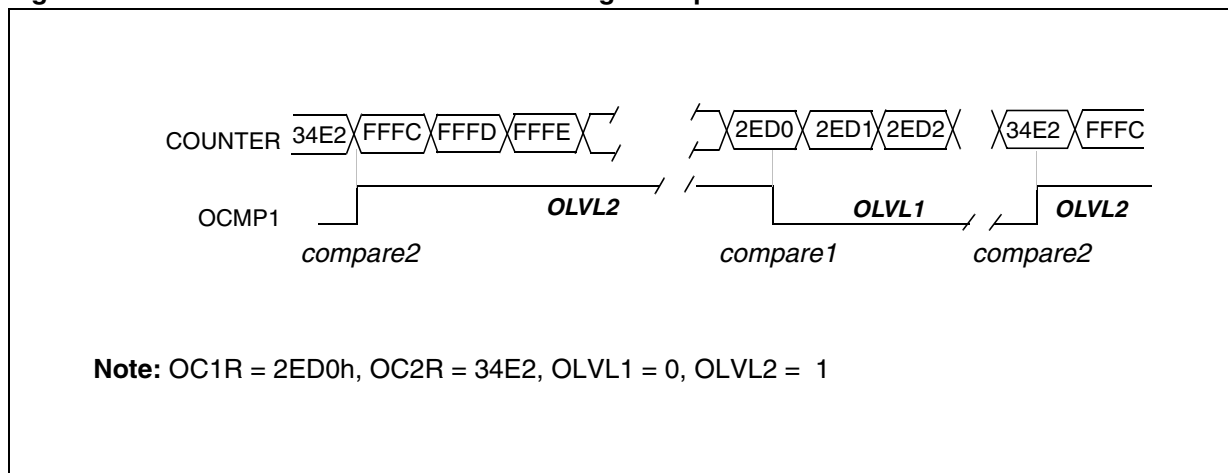 COUNTER 34E2 FFFC FFFD FFFE 2ED0 2ED1 2ED2 34E2 FFFC
OCMP1 OLVL2 OLVL1 OLVL2
compare2 compare1 compare2
Note: OC1R = 2ED0h, OC2R = 34E2, OLVL1 = 0, OLVL2 = 1